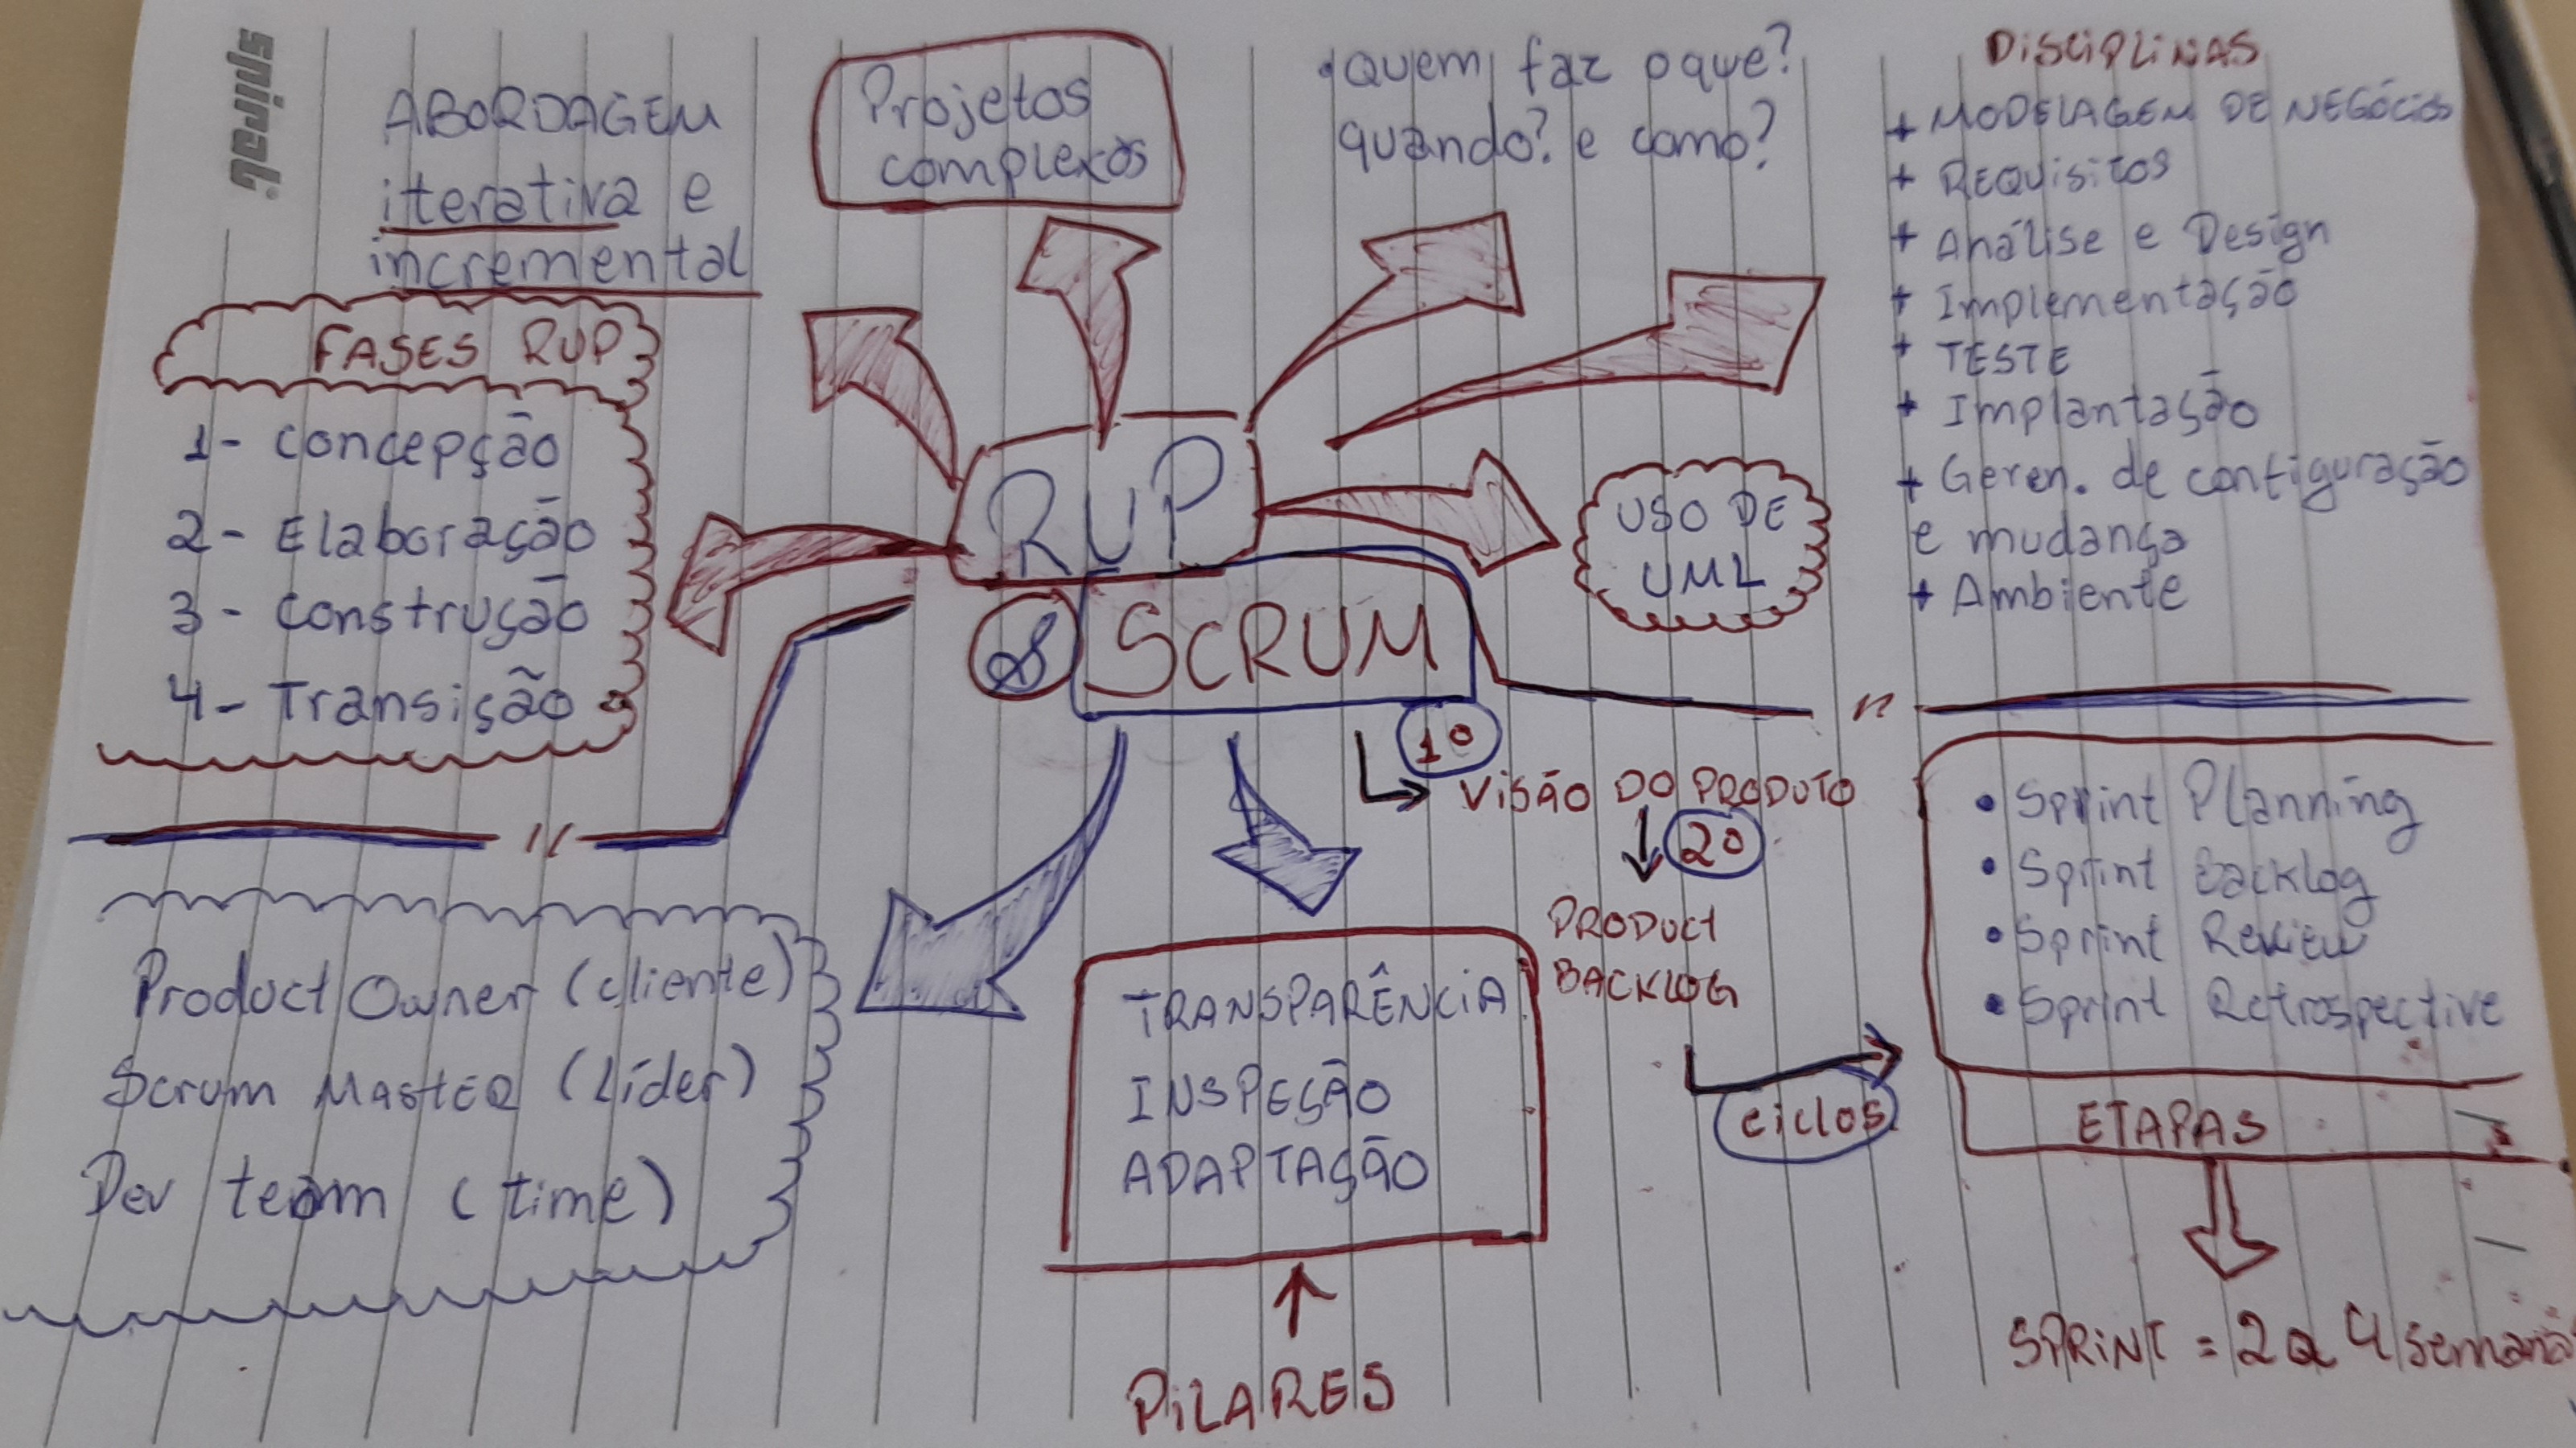 spiral
ABORDAGEM
iterativa e
incremental
Projetos
complexos
• Quem faz o que?
quando? e como?
DISCIPLINAS
+ MODELAGEM DE NEGÓCIOS
+ REQUISITOS
+ Análise e Design
+ Implementação
+ TESTE
+ Implantação
+ Geren. de configuração
e mudança
+ Ambiente
FASES RUP
1- Concepção
2- Elaboração
3- Construção
4- Transição
RUP
USO DE
UML
& SCRUM
1º
VISÃO DO PRODUTO
2º
PRODUCT
BACKLOG
ciclos
• Sprint Planning
• Sprint Backlog
• Sprint Review
• Sprint Retrospective
ETAPAS
SPRINT = 2 a 4 semanas
Product Owner (cliente)
Scrum MASTER (Líder)
Dev team (time)
TRANSPARÊNCIA
INSPEÇÃO
ADAPTAÇÃO
PILARES